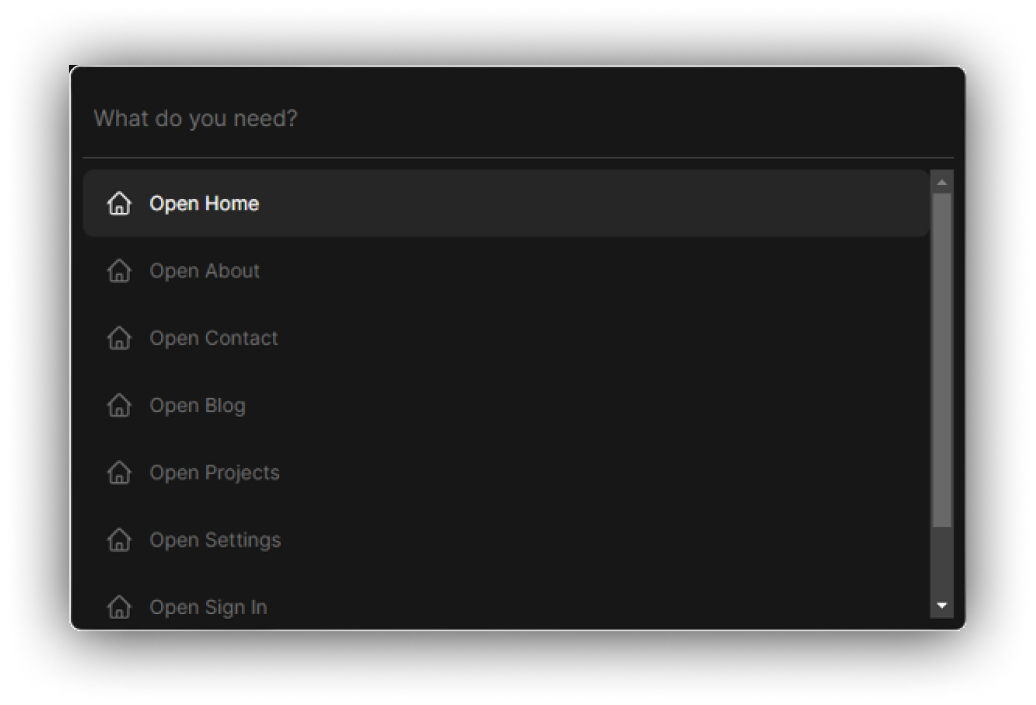 What do you need?
Open Home
Open About
Open Contact
Open Blog
Open Projects
Open Settings
Open Sign In